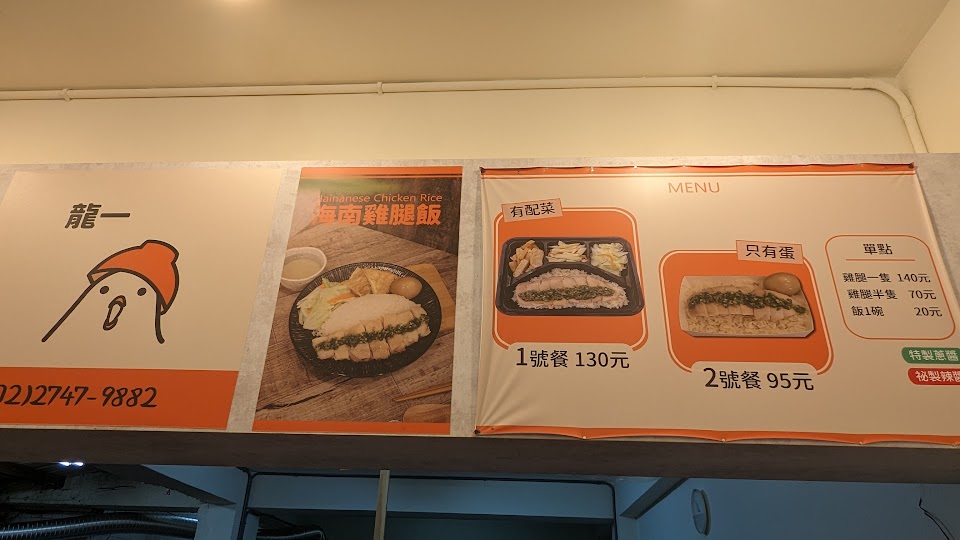 龍一
02)2747-9882
Hainanese Chicken Rice
海南雞腿飯
MENU
有配菜
1號餐 130元
只有蛋
2號餐 95元
單點
雞腿一隻 140元
雞腿半隻 70元
飯1碗 20元
特製蔥醬
祕製辣醬